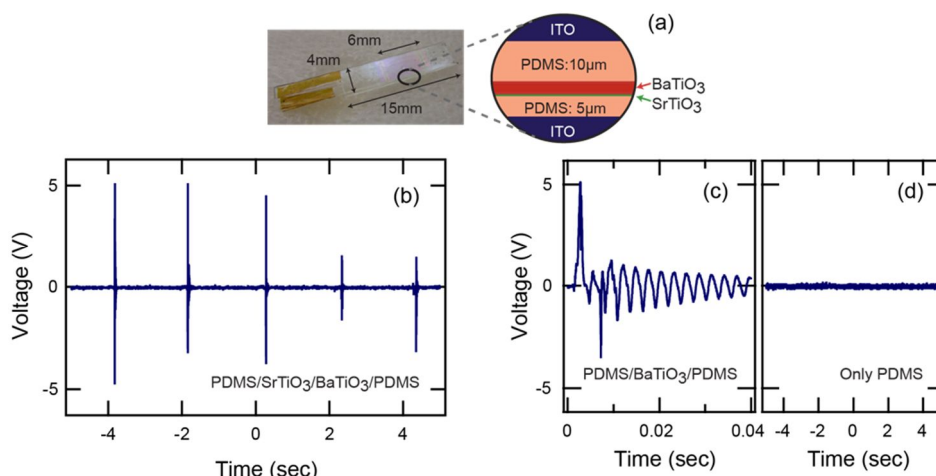 (a)
ITO
6mm
4mm
15mm
PDMS:10μm
BaTiO3
SrTiO3
PDMS: 5μm
ITO
(b)
Voltage (V)
5
0
-5
PDMS/SrTiO3/BaTiO3/PDMS
-4 -2 0 2 4
Time (sec)
(c)
Voltage (V)
5
0
-5
PDMS/BaTiO3/PDMS
0 0.02 0.04
Time (sec)
(d)
Only PDMS
-4 -2 0 2 4
Time (sec)